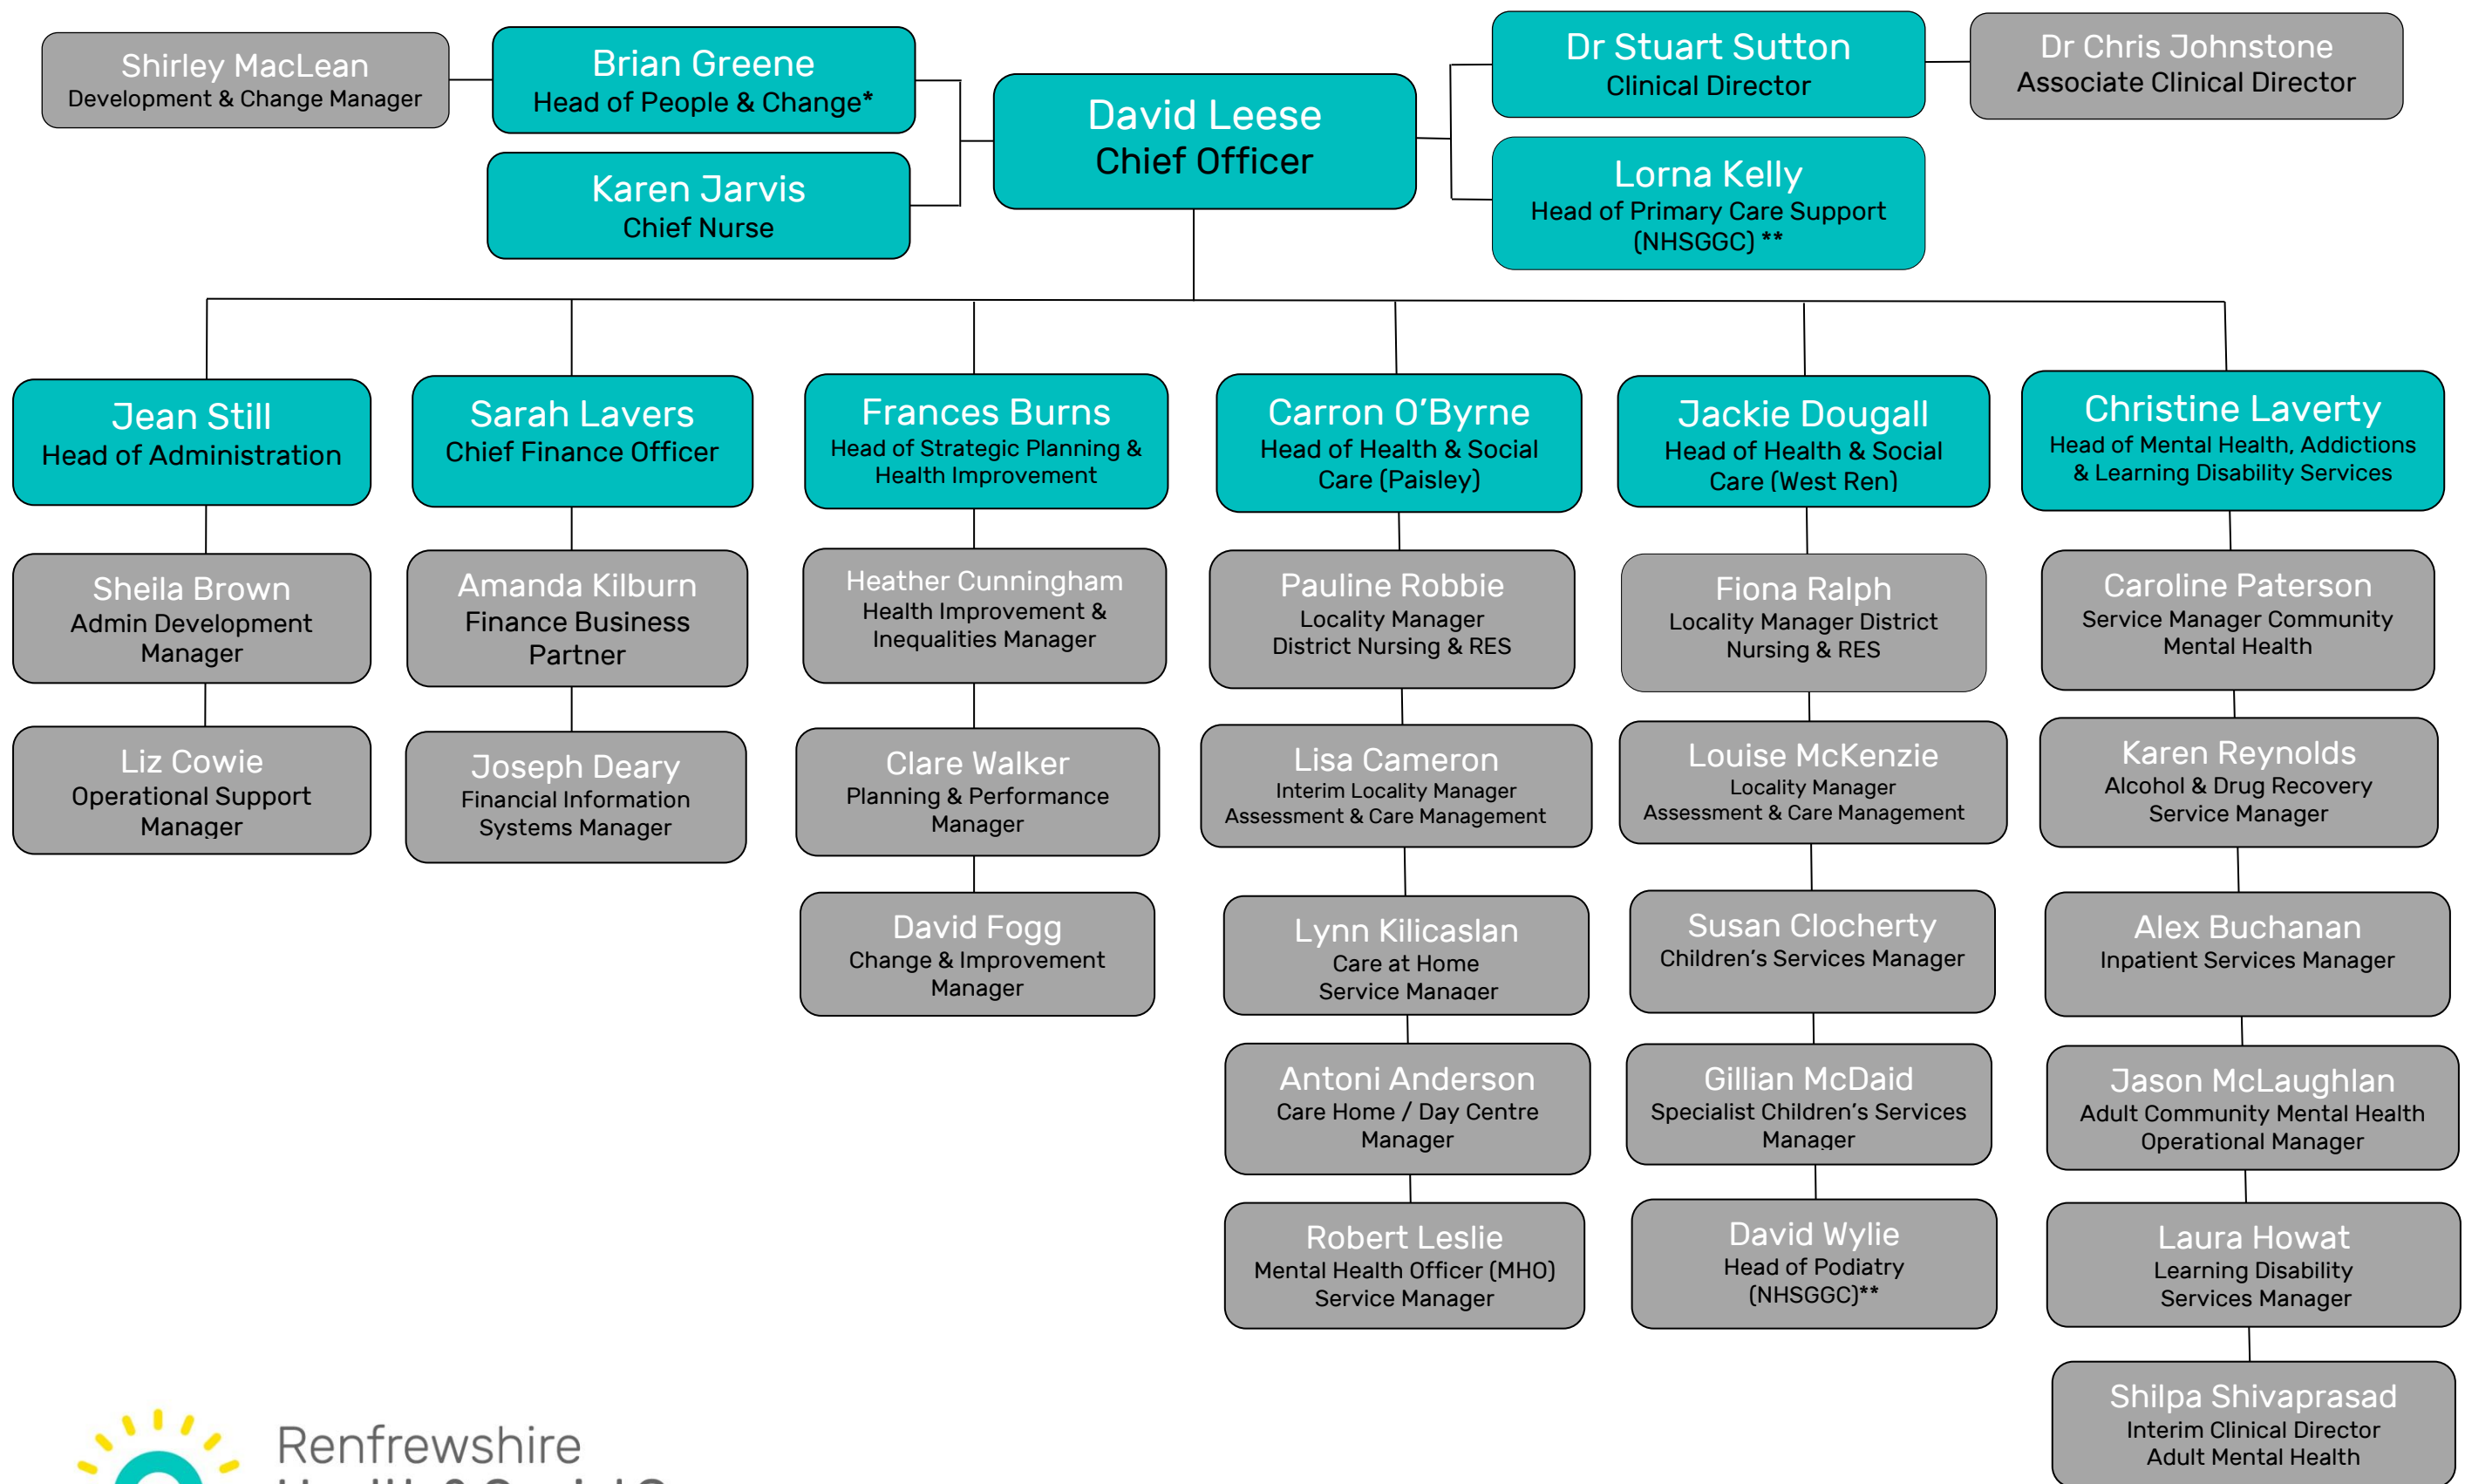 Shirley MacLean
Development & Change Manager
Brian Greene
Head of People & Change*
Karen Jarvis
Chief Nurse
David Leese
Chief Officer
Dr Stuart Sutton
Clinical Director
Dr Chris Johnstone
Associate Clinical Director
Lorna Kelly
Head of Primary Care Support
(NHSGGC) **
Jean Still
Head of Administration
Sheila Brown
Admin Development
Manager
Liz Cowie
Operational Support
Manager
Sarah Lavers
Chief Finance Officer
Amanda Kilburn
Finance Business
Partner
Joseph Deary
Financial Information
Systems Manager
Frances Burns
Head of Strategic Planning &
Health Improvement
Heather Cunningham
Health Improvement &
Inequalities Manager
Clare Walker
Planning & Performance
Manager
David Fogg
Change & Improvement
Manager
Carron O’Byrne
Head of Health & Social
Care (Paisley)
Pauline Robbie
Locality Manager
District Nursing & RES
Lisa Cameron
Interim Locality Manager
Assessment & Care Management
Lynn Kilicaslan
Care at Home
Service Manager
Antoni Anderson
Care Home / Day Centre
Manager
Robert Leslie
Mental Health Officer (MHO)
Service Manager
Jackie Dougall
Head of Health & Social
Care (West Ren)
Fiona Ralph
Locality Manager District
Nursing & RES
Louise McKenzie
Locality Manager
Assessment & Care Management
Susan Clocherty
Children’s Services Manager
Gillian McDaid
Specialist Children’s Services
Manager
David Wylie
Head of Podiatry
(NHSGGC)**
Christine Laverty
Head of Mental Health, Addictions
& Learning Disability Services
Caroline Paterson
Service Manager Community
Mental Health
Karen Reynolds
Alcohol & Drug Recovery
Service Manager
Alex Buchanan
Inpatient Services Manager
Jason McLaughlan
Adult Community Mental Health
Operational Manager
Laura Howat
Learning Disability
Services Manager
Shilpa Shivaprasad
Interim Clinical Director
Adult Mental Health
Renfrewshire